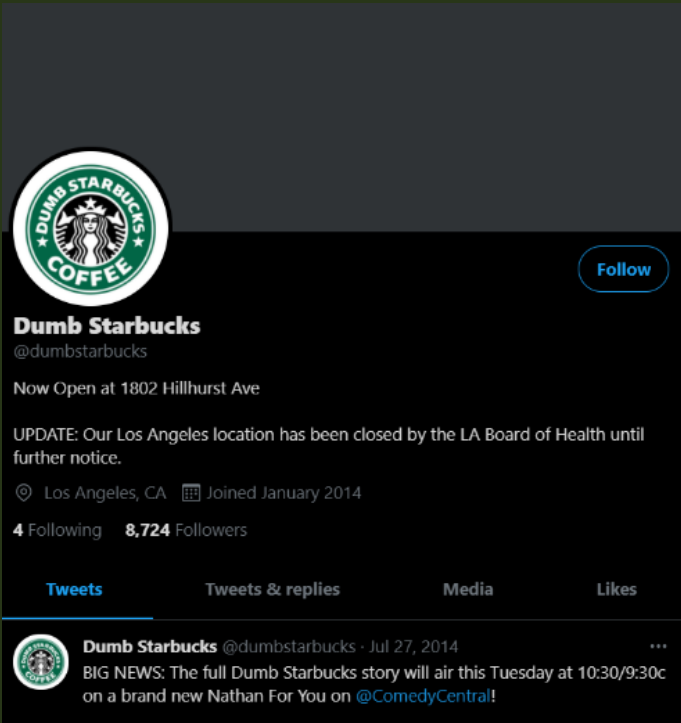 DUMB STARBUCKS
COFFEE
Follow
Dumb Starbucks
@dumbstarbucks
Now Open at 1802 Hillhurst Ave
UPDATE: Our Los Angeles location has been closed by the LA Board of Health until
further notice.
Los Angeles, CA Joined January 2014
4 Following 8,724 Followers
Tweets Tweets & replies Media Likes
Dumb Starbucks @dumbstarbucks · Jul 27, 2014 ···
BIG NEWS: The full Dumb Starbucks story will air this Tuesday at 10:30/9:30c
on a brand new Nathan For You on @ComedyCentral!